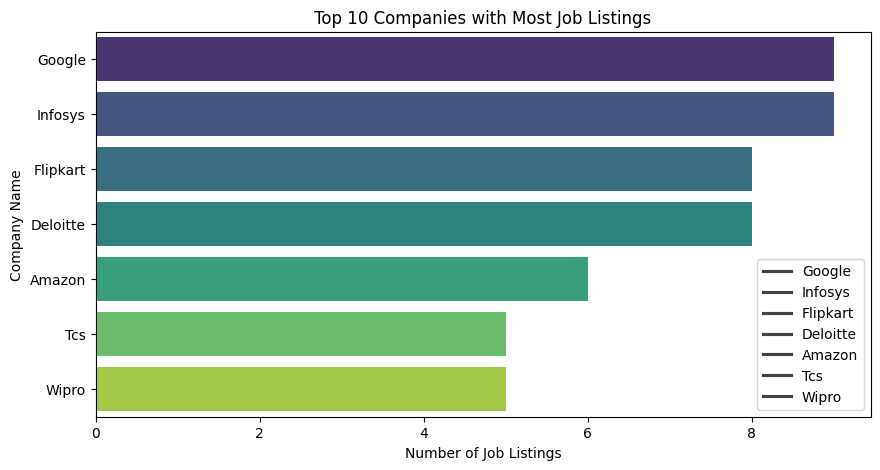 Top 10 Companies with Most Job Listings
Company Name
Google
Infosys
Flipkart
Deloitte
Amazon
Tcs
Wipro
Google
Infosys
Flipkart
Deloitte
Amazon
Tcs
Wipro
0 2 4 6 8
Number of Job Listings